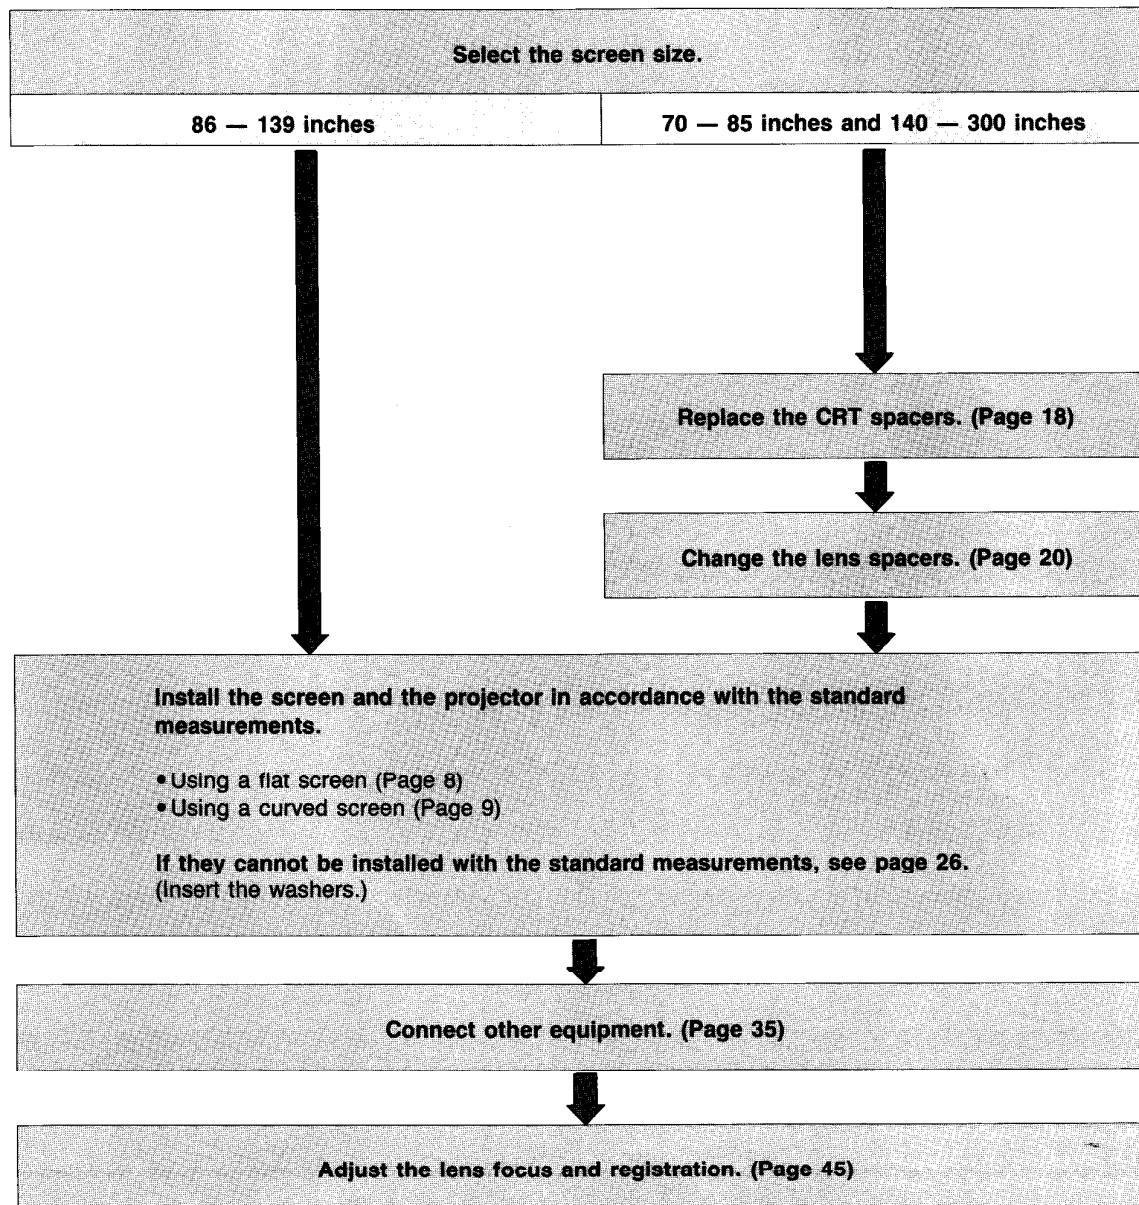 Select the screen size.
86 — 139 inches
70 — 85 inches and 140 — 300 inches
Replace the CRT spacers. (Page 18)
Change the lens spacers. (Page 20)
Install the screen and the projector in accordance with the standard
measurements.
• Using a flat screen (Page 8)
• Using a curved screen (Page 9)
If they cannot be installed with the standard measurements, see page 26.
(Insert the washers.)
Connect other equipment. (Page 35)
Adjust the lens focus and registration. (Page 45)